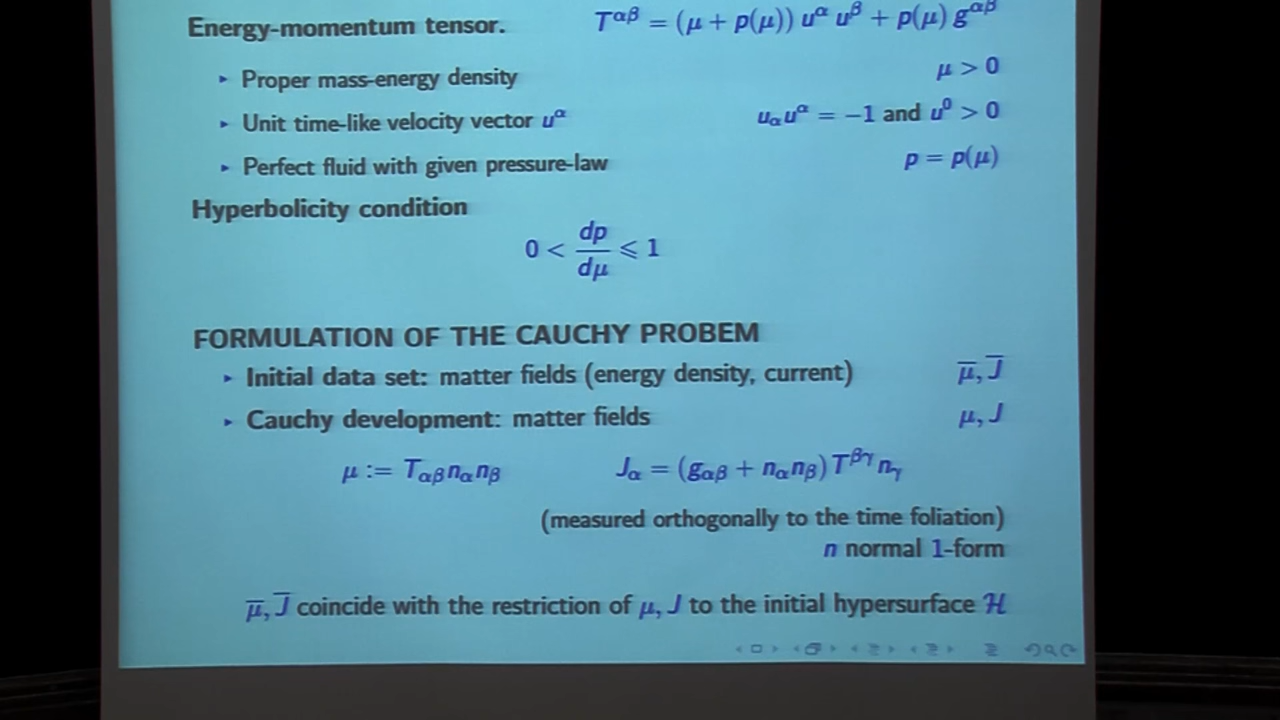 Energy-momentum tensor. T^{αβ} = (μ + p(μ)) u^α u^β + p(μ) g^{αβ}
▸ Proper mass-energy density μ > 0
▸ Unit time-like velocity vector u^α u_α u^α = −1 and u^0 > 0
▸ Perfect fluid with given pressure-law p = p(μ)
Hyperbolicity condition
0 < dp/dμ ⩽ 1
FORMULATION OF THE CAUCHY PROBEM
▸ Initial data set: matter fields (energy density, current) μ̅, J̅
▸ Cauchy development: matter fields μ, J
μ := T_{αβ} n_α n_β J_α = (g_{αβ} + n_α n_β) T^{βγ} n_γ
(measured orthogonally to the time foliation)
n normal 1-form
μ̅, J̅ coincide with the restriction of μ, J to the initial hypersurface ℋ